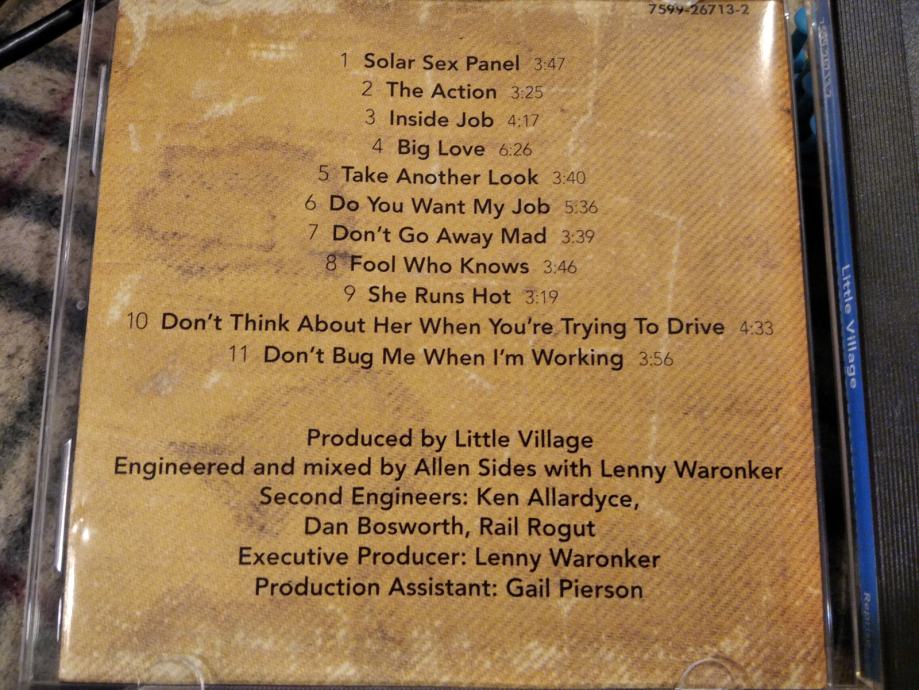 7599-26713-2
1 Solar Sex Panel 3:47
2 The Action 3:25
3 Inside Job 4:17
4 Big Love 6:26
5 Take Another Look 3:40
6 Do You Want My Job 5:36
7 Don't Go Away Mad 3:39
8 Fool Who Knows 3:46
9 She Runs Hot 3:19
10 Don't Think About Her When You're Trying To Drive 4:33
11 Don't Bug Me When I'm Working 3:56
Produced by Little Village
Engineered and mixed by Allen Sides with Lenny Waronker
Second Engineers: Ken Allardyce,
Dan Bosworth, Rail Rogut
Executive Producer: Lenny Waronker
Production Assistant: Gail Pierson
Little Village